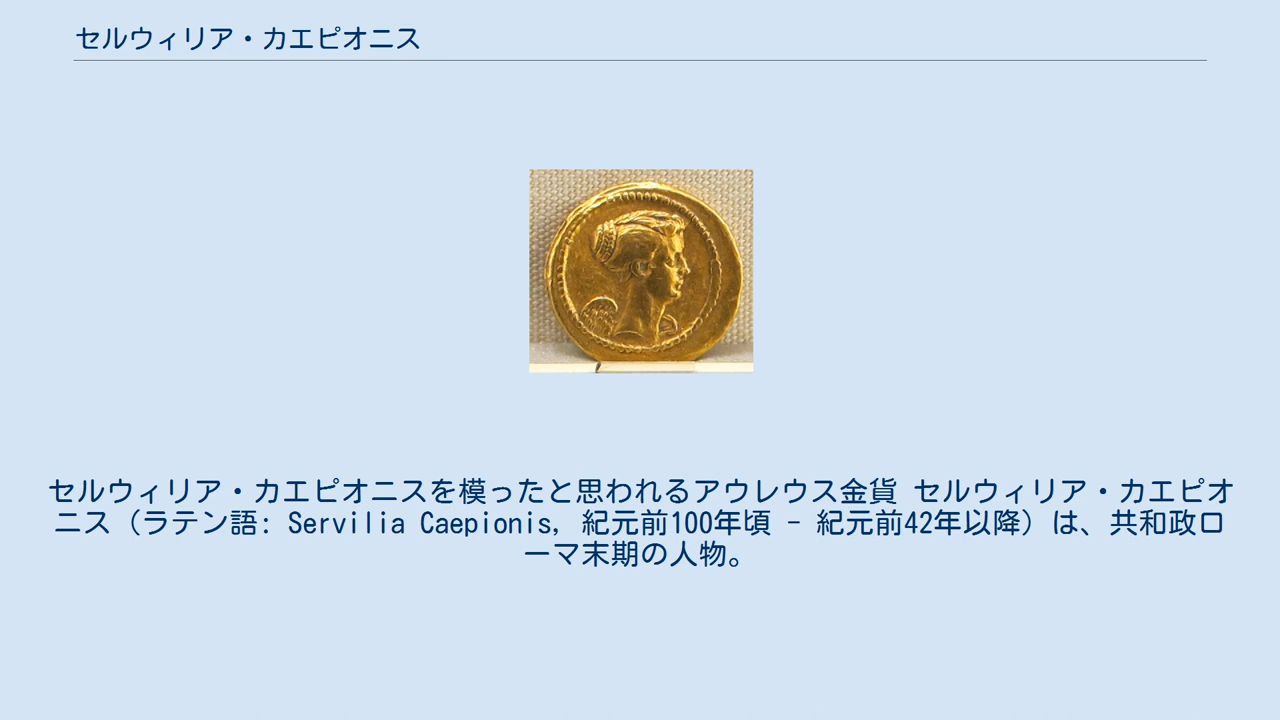 セルウィリア・カエピオニス
セルウィリア・カエピオニスを模ったと思われるアウレウス金貨 セルウィリア・カエピオ
ニス（ラテン語: Servilia Caepionis, 紀元前100年頃 - 紀元前42年以降）は、共和政ロ
ーマ末期の人物。